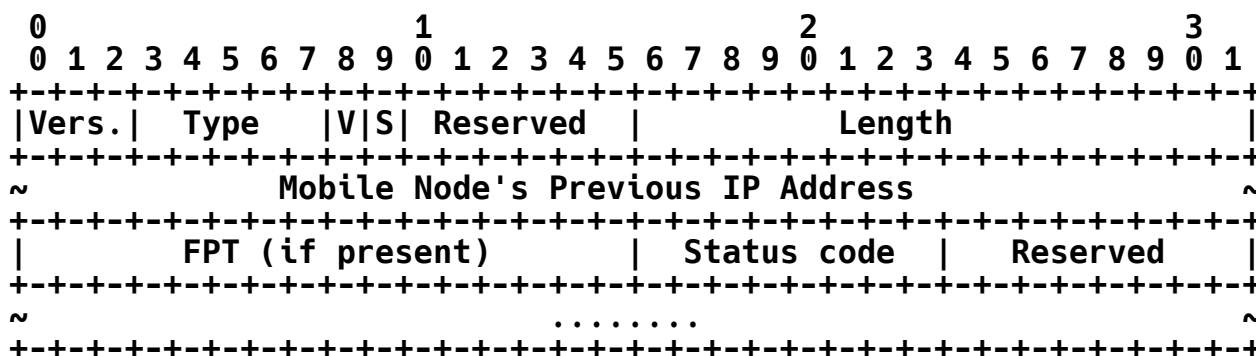 0                   1                   2                   3
 0 1 2 3 4 5 6 7 8 9 0 1 2 3 4 5 6 7 8 9 0 1 2 3 4 5 6 7 8 9 0 1
+-+-+-+-+-+-+-+-+-+-+-+-+-+-+-+-+-+-+-+-+-+-+-+-+-+-+-+-+-+-+-+-+
|Vers.|  Type   |V|S| Reserved  |          Length               |
+-+-+-+-+-+-+-+-+-+-+-+-+-+-+-+-+-+-+-+-+-+-+-+-+-+-+-+-+-+-+-+-+
~             Mobile Node's Previous IP Address                 ~
+-+-+-+-+-+-+-+-+-+-+-+-+-+-+-+-+-+-+-+-+-+-+-+-+-+-+-+-+-+-+-+-+
|        FPT (if present)       |  Status code  |   Reserved    |
+-+-+-+-+-+-+-+-+-+-+-+-+-+-+-+-+-+-+-+-+-+-+-+-+-+-+-+-+-+-+-+-+
~                           ........                            ~
+-+-+-+-+-+-+-+-+-+-+-+-+-+-+-+-+-+-+-+-+-+-+-+-+-+-+-+-+-+-+-+-+